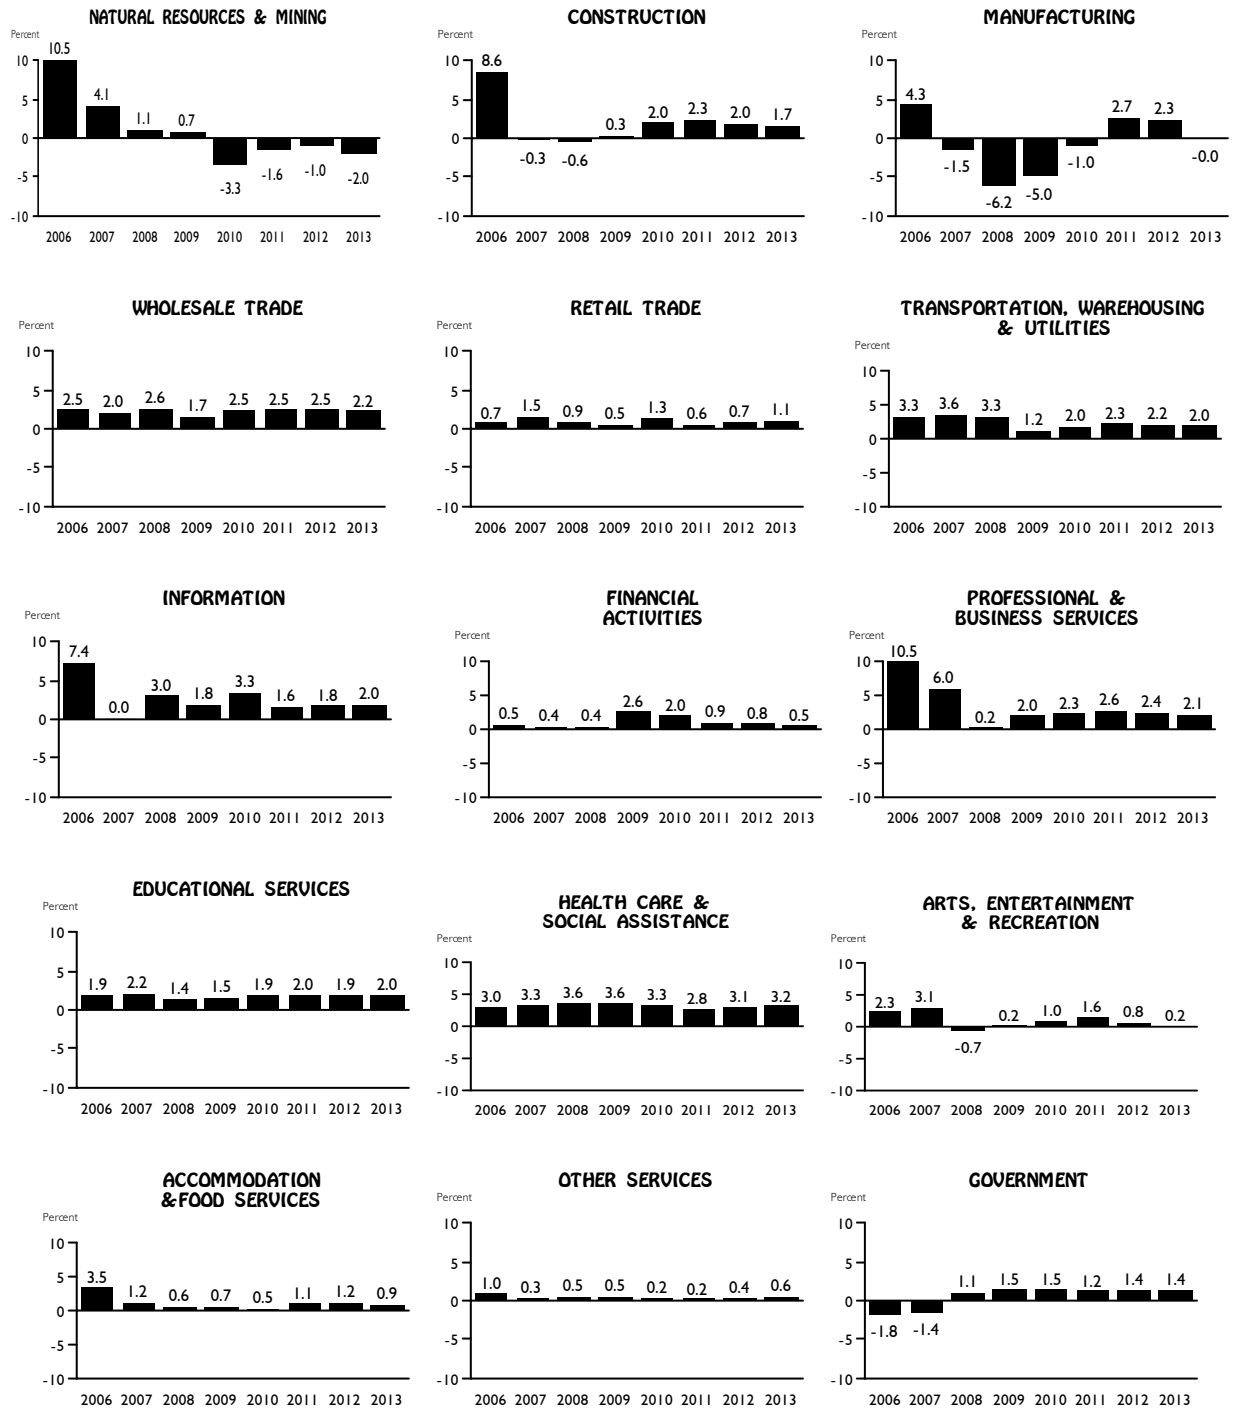 NATURAL RESOURCES & MINING
Percent
10.5
10
4.1
5
1.1
0.7
0
-1.6
-1.0
-5
-3.3
-2.0
-10
2006 2007 2008 2009 2010 2011 2012 2013
CONSTRUCTION
Percent
8.6
10
5
2.0 2.3 2.0 1.7
0.3
0
-0.3 -0.6
-5
-10
2006 2007 2008 2009 2010 2011 2012 2013
MANUFACTURING
Percent
10
4.3
5
2.7 2.3
0
-1.5 -1.0 -0.0
-5
-6.2 -5.0
-10
2006 2007 2008 2009 2010 2011 2012 2013
WHOLESALE TRADE
Percent
10
5
2.5 2.0 2.6 1.7 2.5 2.5 2.5 2.2
0
-5
-10
2006 2007 2008 2009 2010 2011 2012 2013
RETAIL TRADE
Percent
10
5
0.7 1.5 0.9 0.5 1.3 0.6 0.7 1.1
0
-5
-10
2006 2007 2008 2009 2010 2011 2012 2013
TRANSPORTATION, WAREHOUSING
& UTILITIES
Percent
10
5
3.3 3.6 3.3 1.2 2.0 2.3 2.2 2.0
0
-5
-10
2006 2007 2008 2009 2010 2011 2012 2013
INFORMATION
Percent
10
7.4
5
0.0 3.0 1.8 3.3 1.6 1.8 2.0
0
-5
-10
2006 2007 2008 2009 2010 2011 2012 2013
FINANCIAL
ACTIVITIES
Percent
10
5
0.5 0.4 0.4 2.6 2.0 0.9 0.8 0.5
0
-5
-10
2006 2007 2008 2009 2010 2011 2012 2013
PROFESSIONAL &
BUSINESS SERVICES
Percent
10.5
10
6.0
5
0.2 2.0 2.3 2.6 2.4 2.1
0
-5
-10
2006 2007 2008 2009 2010 2011 2012 2013
EDUCATIONAL SERVICES
Percent
10
5
1.9 2.2 1.4 1.5 1.9 2.0 1.9 2.0
0
-5
-10
2006 2007 2008 2009 2010 2011 2012 2013
HEALTH CARE &
SOCIAL ASSISTANCE
Percent
10
5
3.0 3.3 3.6 3.6 3.3 2.8 3.1 3.2
0
-5
-10
2006 2007 2008 2009 2010 2011 2012 2013
ARTS, ENTERTAINMENT
& RECREATION
Percent
10
5
2.3 3.1 0.2 1.0 1.6 0.8 0.2
0
-0.7
-5
-10
2006 2007 2008 2009 2010 2011 2012 2013
ACCOMMODATION
&FOOD SERVICES
Percent
10
5
3.5 1.2 0.6 0.7 0.5 1.1 1.2 0.9
0
-5
-10
2006 2007 2008 2009 2010 2011 2012 2013
OTHER SERVICES
Percent
10
5
1.0 0.3 0.5 0.5 0.2 0.2 0.4 0.6
0
-5
-10
2006 2007 2008 2009 2010 2011 2012 2013
GOVERNMENT
Percent
10
5
1.1 1.5 1.5 1.2 1.4 1.4
0
-1.8 -1.4
-5
-10
2006 2007 2008 2009 2010 2011 2012 2013